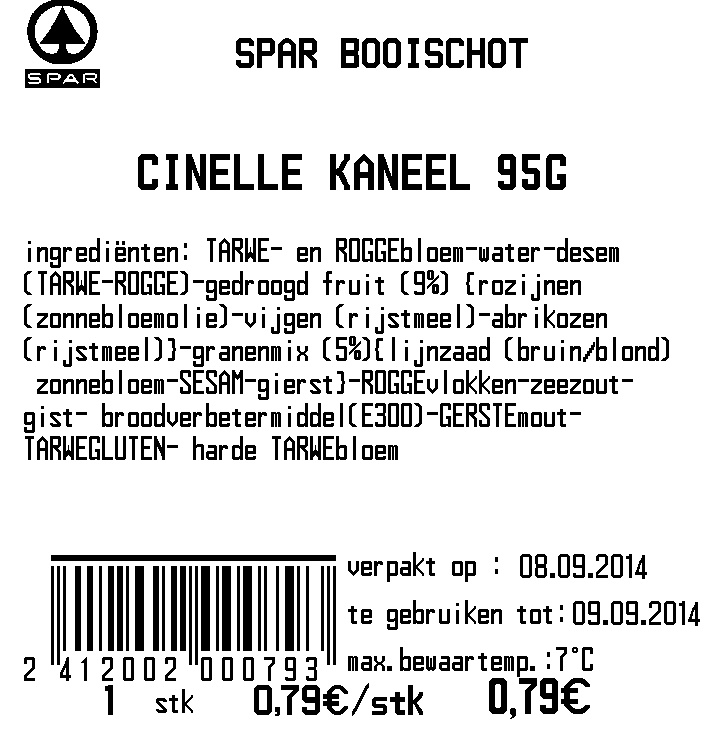 SPAR
SPAR BOOISCHOT
CINELLE KANEEL 95G
ingrediënten: TARWE- en ROGGEbloem-water-desem
(TARWE-ROGGE)-gedroogd fruit (9%) {rozijnen
(zonnebloemolie)-vijgen (rijstmeel)-abrikozen
(rijstmeel)}-granenmix (5%){lijnzaad (bruin/blond)
zonnebloem-SESAM-gierst}-ROGGEvlokken-zeezout-
gist- broodverbetermiddel(E300)-GERSTEmout-
TARWEGLUTEN- harde TARWEbloem
verpakt op : 08.09.2014
te gebruiken tot:09.09.2014
max.bewaartemp.:7°C
2 412002 000793
1 stk 0,79€/stk 0,79€